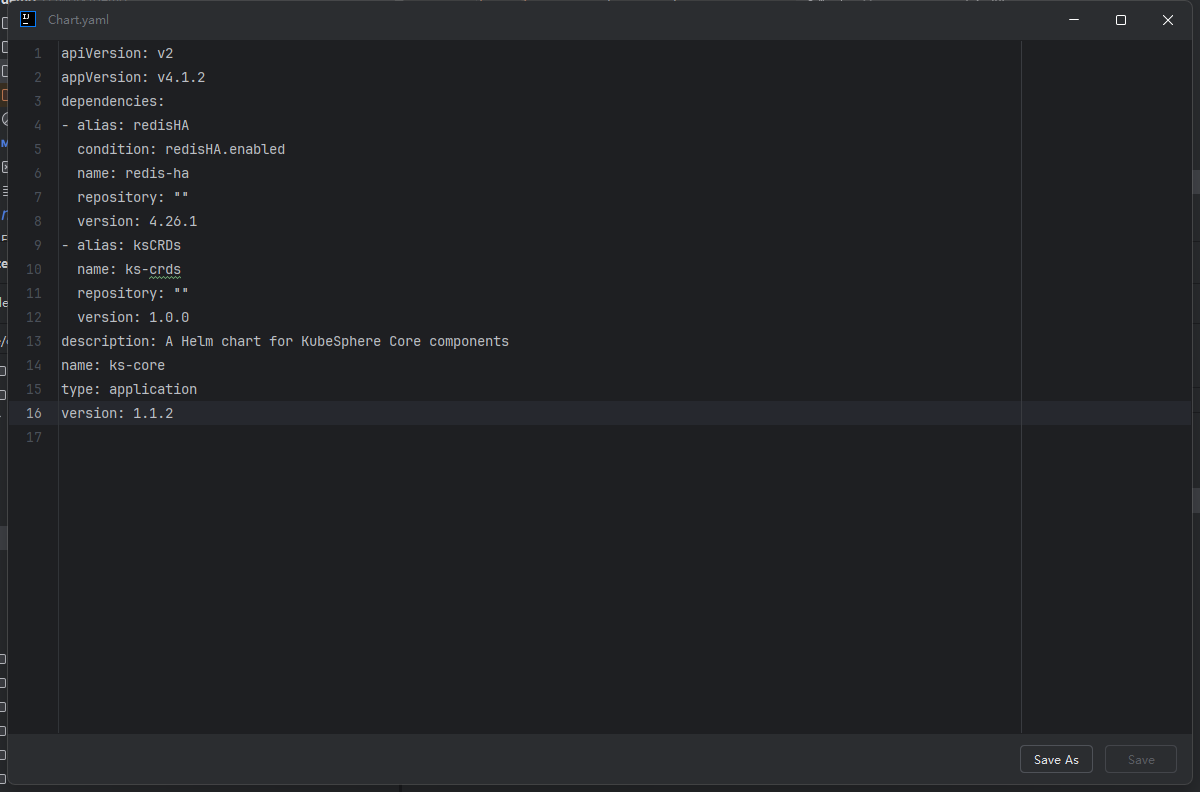 Chart.yaml
1 apiVersion: v2
2 appVersion: v4.1.2
3 dependencies:
4 - alias: redisHA
5   condition: redisHA.enabled
6   name: redis-ha
7   repository: ""
8   version: 4.26.1
9 - alias: ksCRDs
10   name: ks-crds
11   repository: ""
12   version: 1.0.0
13 description: A Helm chart for KubeSphere Core components
14 name: ks-core
15 type: application
16 version: 1.1.2
17
Save As Save